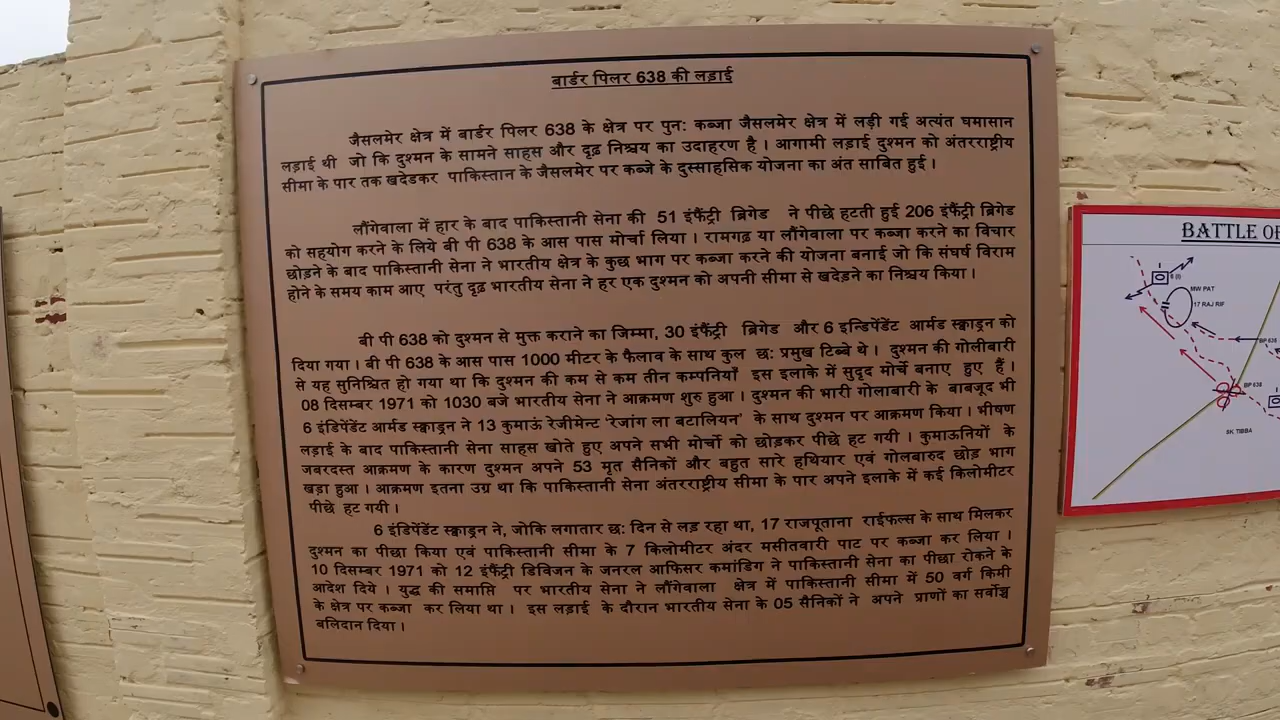 बार्डर पिलर 638 की लड़ाई
जैसलमेर क्षेत्र में बार्डर पिलर 638 के क्षेत्र पर पुनः कब्जा जैसलमेर क्षेत्र में लड़ी गई अत्यंत घमासान
लड़ाई थी जो कि दुश्मन के सामने साहस और दृढ़ निश्चय का उदाहरण है । आगामी लड़ाई दुश्मन को अंतरराष्ट्रीय
सीमा के पार तक खदेडकर पाकिस्तान के जैसलमेर पर कब्जे के दुस्साहसिक योजना का अंत साबित हुई ।
लौंगेवाला में हार के बाद पाकिस्तानी सेना की 51 इंफैंट्री ब्रिगेड ने पीछे हटती हुई 206 इंफैंट्री ब्रिगेड
को सहयोग करने के लिये बी पी 638 के आस पास मोर्चा लिया । रामगढ़ या लौंगेवाला पर कब्जा करने का विचार
छोड़ने के बाद पाकिस्तानी सेना ने भारतीय क्षेत्र के कुछ भाग पर कब्जा करने की योजना बनाई जो कि संघर्ष विराम
होने के समय काम आए परंतु दृढ़ भारतीय सेना ने हर एक दुश्मन को अपनी सीमा से खदेड़ने का निश्चय किया ।
बी पी 638 को दुश्मन से मुक्त कराने का जिम्मा, 30 इंफैंट्री ब्रिगेड और 6 इन्डिपेंडेंट आर्मड स्क्वाड्रन को
दिया गया । बी पी 638 के आस पास 1000 मीटर के फैलाव के साथ कुल छः प्रमुख टिब्बे थे । दुश्मन की गोलीबारी
से यह सुनिश्चित हो गया था कि दुश्मन की कम से कम तीन कम्पनियाँ इस इलाके में सुदृढ मोर्चे बनाए हुए हैं ।
08 दिसम्बर 1971 को 1030 बजे भारतीय सेना ने आक्रमण शुरु हुआ । दुश्मन की भारी गोलाबारी के बाबजूद भी
6 इंडिपेंडेंट आर्मड स्क्वाड्रन ने 13 कुमाऊं रेजीमेन्ट 'रेजांग ला बटालियन' के साथ दुश्मन पर आक्रमण किया । भीषण
लड़ाई के बाद पाकिस्तानी सेना साहस खोते हुए अपने सभी मोर्चो को छोड़कर पीछे हट गयी । कुमाऊनियों के
जबरदस्त आक्रमण के कारण दुश्मन अपने 53 मृत सैनिकों और बहुत सारे हथियार एवं गोलबारुद छोड़ भाग
खड़ा हुआ । आक्रमण इतना उग्र था कि पाकिस्तानी सेना अंतरराष्ट्रीय सीमा के पार अपने इलाके में कई किलोमीटर
पीछे हट गयी ।
6 इंडिपेंडेंट स्क्वाड्रन ने, जोकि लगातार छः दिन से लड़ रहा था, 17 राजपूताना राईफल्स के साथ मिलकर
दुश्मन का पीछा किया एवं पाकिस्तानी सीमा के 7 किलोमीटर अंदर मसीतवारी पाट पर कब्जा कर लिया ।
10 दिसम्बर 1971 को 12 इंफैंट्री डिविजन के जनरल आफिसर कमांडिग ने पाकिस्तानी सेना का पीछा रोकने के
आदेश दिये । युद्ध की समाप्ति पर भारतीय सेना ने लौंगेवाला क्षेत्र में पाकिस्तानी सीमा में 50 वर्ग किमी
के क्षेत्र पर कब्जा कर लिया था । इस लड़ाई के दौरान भारतीय सेना के 05 सैनिकों ने अपने प्राणों का सर्वोच्च
बलिदान दिया ।
BATTLE OF
MW PAT
17 RAJ RIF
BP 638
BP 638
SK TIBBA